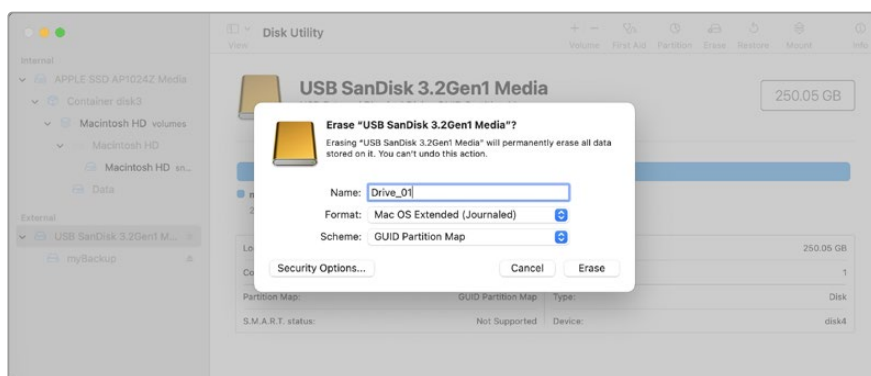 Disk Utility
View
Volume First Aid Partition Erase Restore Mount
Internal
APPLE SSD AP1024Z Media
Container disk3
Macintosh HD volumes
Macintosh HD
Macintosh HD sn...
Data
External
USB SanDisk 3.2Gen1 M...
myBackup
USB SanDisk 3.2Gen1 Media
250.05 GB
Erase “USB SanDisk 3.2Gen1 Media”?
Erasing “USB SanDisk 3.2Gen1 Media” will permanently erase all data
stored on it. You can't undo this action.
Name: Drive_01
Format: Mac OS Extended (Journaled)
Scheme: GUID Partition Map
Security Options... Cancel Erase
250.05 GB
1
Partition Map: GUID Partition Map Type: Disk
S.M.A.R.T. status: Not Supported Device: disk4